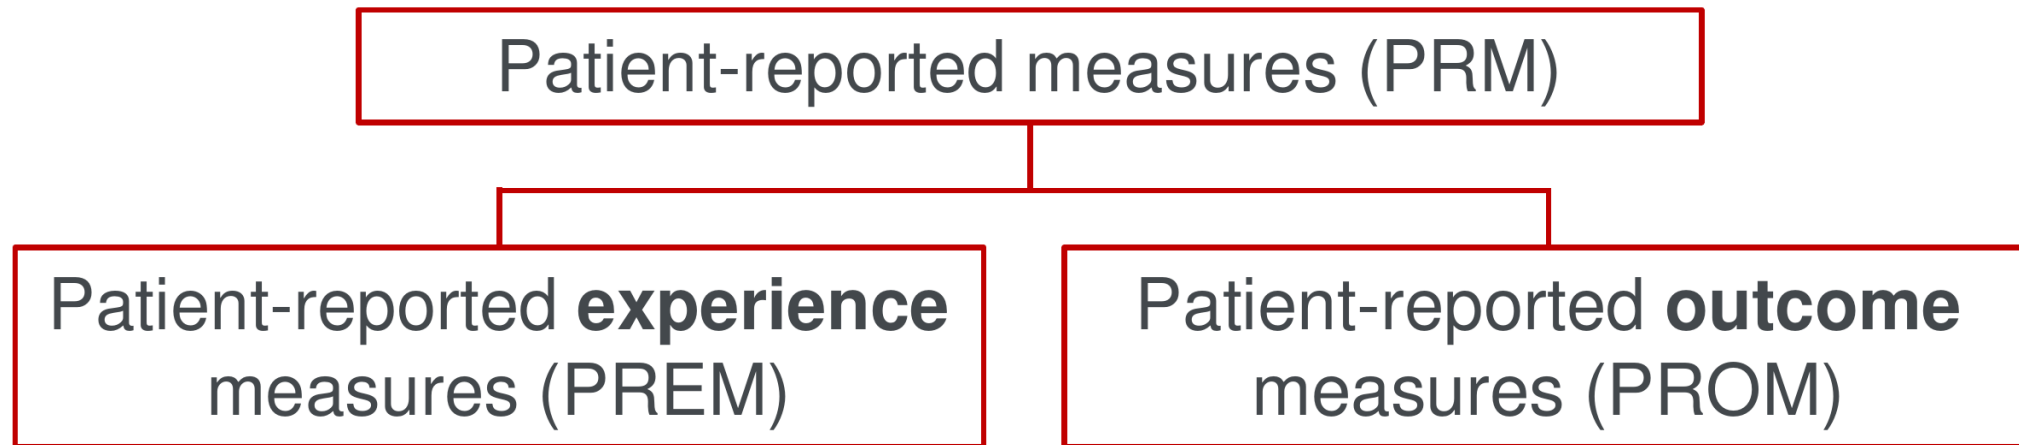 Patient-reported measures (PRM)
Patient-reported experience
measures (PREM)
Patient-reported outcome
measures (PROM)